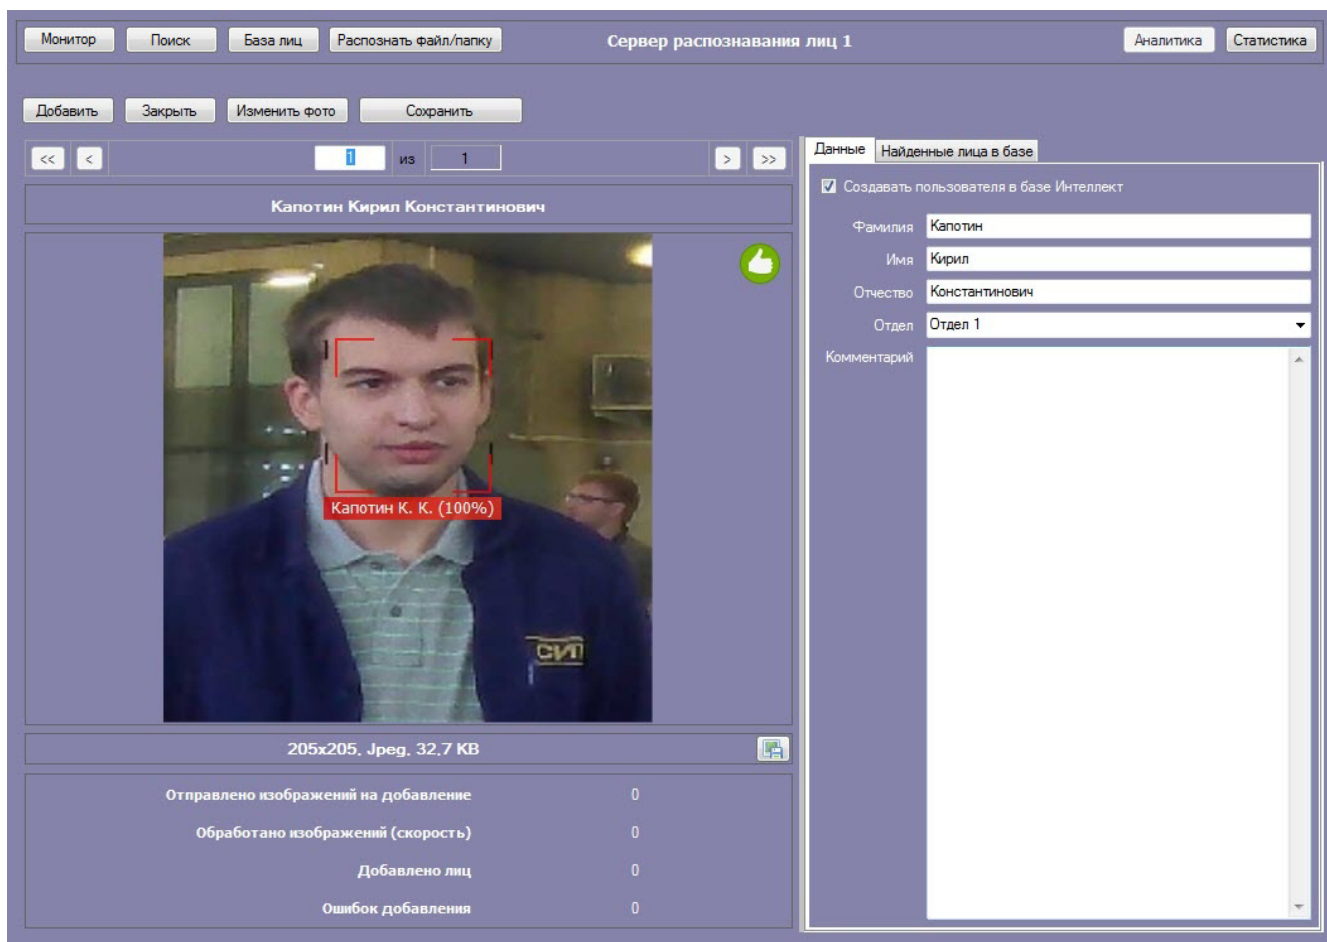 Монитор Поиск База лиц Распознать файл/папку Сервер распознавания лиц 1 Аналитика Статистика
Добавить Закрыть Изменить фото Сохранить
<< < 1 из 1 > >>
Капотин Кирил Константинович
Капотин К. К. (100%)
СИТ
205x205, Jpeg, 32,7 KB
Отправлено изображений на добавление 0
Обработано изображений (скорость) 0
Добавлено лиц 0
Ошибок добавления 0
Данные Найденные лица в базе
Создавать пользователя в базе Интеллект
Фамилия Капотин
Имя Кирил
Отчество Константинович
Отдел Отдел 1
Комментарий